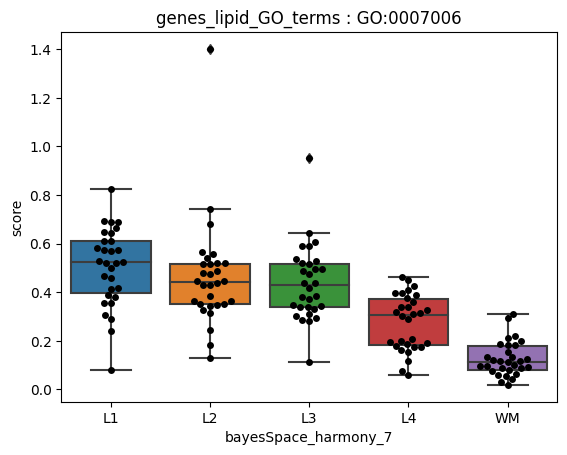 genes_lipid_GO_terms : GO:0007006
score
1.4
1.2
1.0
0.8
0.6
0.4
0.2
0.0
L1 L2 L3 L4 WM
bayesSpace_harmony_7